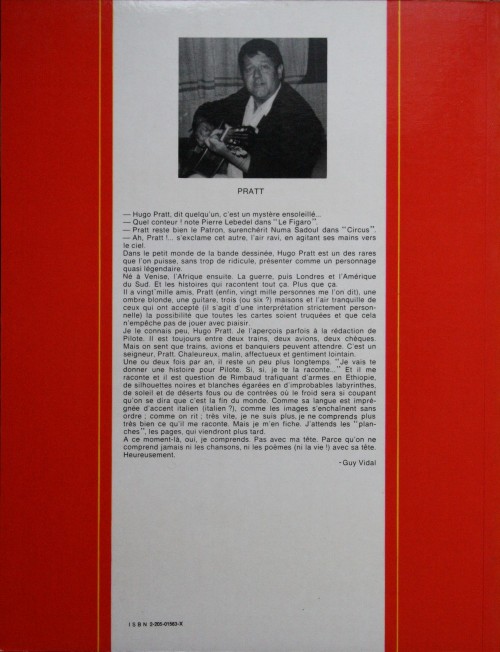 PRATT
— Hugo Pratt, dit quelqu'un, c'est un mystère ensoleillé...
— Quel conteur ! note Pierre Lebedel dans "Le Figaro".
— Pratt reste bien le Patron, surenchérit Numa Sadoul dans "Circus".
— Ah, Pratt !... s'exclame cet autre, l'air ravi, en agitant ses mains vers
le ciel.
Dans le petit monde de la bande dessinée, Hugo Pratt est un des rares
que l'on puisse, sans trop de ridicule, présenter comme un personnage
quasi légendaire.
Né à Venise, l'Afrique ensuite. La guerre, puis Londres et l'Amérique
du Sud. Et les histoires qui racontent tout ça. Plus que ça.
Il a vingt'mille amis, Pratt (enfin, vingt mille personnes me l'on dit), une
ombre blonde, une guitare, trois (ou six ?) maisons et l'air tranquille de
ceux qui ont accepté (il s'agit d'une interprétation strictement person-
nelle) la possibilité que toutes les cartes soient truquées et que cela
n'empêche pas de jouer avec plaisir.
Je le connais peu, Hugo Pratt. Je l'aperçois parfois à la rédaction de
Pilote. Il est toujours entre deux trains, deux avions, deux chèques.
Mais on sent que trains, avions et banquiers peuvent attendre. C'est un
seigneur, Pratt. Chaleureux, malin, affectueux et gentiment lointain.
Une ou deux fois par an, il reste un peu plus longtemps. "Je vais te
donner une histoire pour Pilote. Si, si, je te la raconte..." Et il me
raconte et il est question de Rimbaud trafiquant d'armes en Ethiopie,
de silhouettes noires et blanches égarées en d'improbables labyrinthes,
de soleil et de déserts fous ou de contrées où le froid sera si coupant
qu'on se dira que c'est la fin du monde. Comme sa langue est impré-
gnée d'accent italien (italien ?), comme les images s'enchaînent sans
ordre ; comme on rit ; très vite, je ne suis plus, je ne comprends plus
très bien ce qu'il me raconte. Mais je m'en fiche. J'attends les "plan-
ches", les pages, qui viendront plus tard.
A ce moment-là, oui, je comprends. Pas avec ma tête. Parce qu'on ne
comprend jamais ni les chansons, ni les poèmes (ni la vie !) avec sa tête.
Heureusement.
- Guy Vidal
ISBN 2-205-01563-X